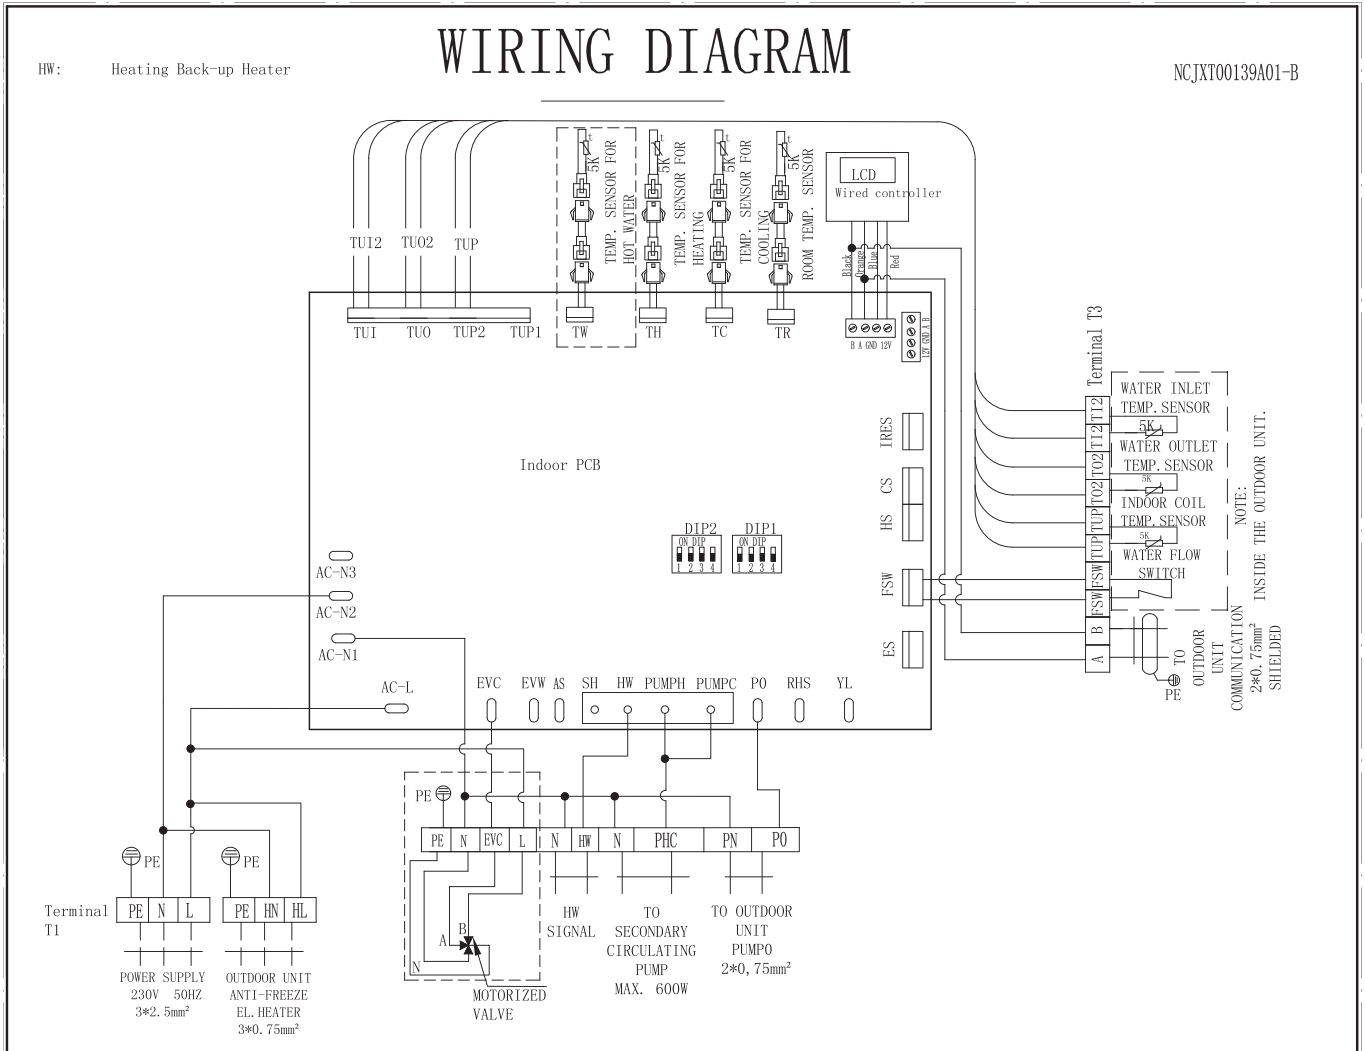 WIRING DIAGRAM
HW: Heating Back-up Heater
NCJXT00139A01-B
TUI2
TUO2
TUP
t
5K
TEMP. SENSOR FOR
HOT WATER
t
5K
TEMP. SENSOR FOR
HEATING
t
5K
TEMP. SENSOR FOR
COOLING
t
5K
ROOM TEMP. SENSOR
LCD
Wired controller
Black
Orange
Blue
Red
TUI
TUO
TUP2
TUP1
TW
TH
TC
TR
B A GND 12V
12V GND A B
Terminal T3
TI2
TI2
TO2
TO2
TUP
TUP
FSW
FSW
B
A
WATER INLET
TEMP. SENSOR
5K
WATER OUTLET
TEMP. SENSOR
5K
INDOOR COIL
TEMP. SENSOR
5K
WATER FLOW
SWITCH
NOTE:
INSIDE THE OUTDOOR UNIT.
PE
TO
OUTDOOR
UNIT
COMMUNICATION
2*0.75mm²
SHIELDED
IRES
CS
HS
FSW
ES
Indoor PCB
DIP2
ON DIP
1 2 3 4
DIP1
ON DIP
1 2 3 4
AC-N3
AC-N2
AC-N1
AC-L
EVC
EVW
AS
SH
HW
PUMPH
PUMPC
PO
RHS
YL
PE
PE
N
EVC
L
N
HW
N
PHC
PN
PO
PE
PE
Terminal
T1
PE
N
L
PE
HN
HL
POWER SUPPLY
230V 50HZ
3*2.5mm²
OUTDOOR UNIT
ANTI-FREEZE
EL. HEATER
3*0.75mm²
A
B
N
MOTORIZED
VALVE
HW
SIGNAL
TO
SECONDARY
CIRCULATING
PUMP
MAX. 600W
TO OUTDOOR
UNIT
PUMPO
2*0,75mm²